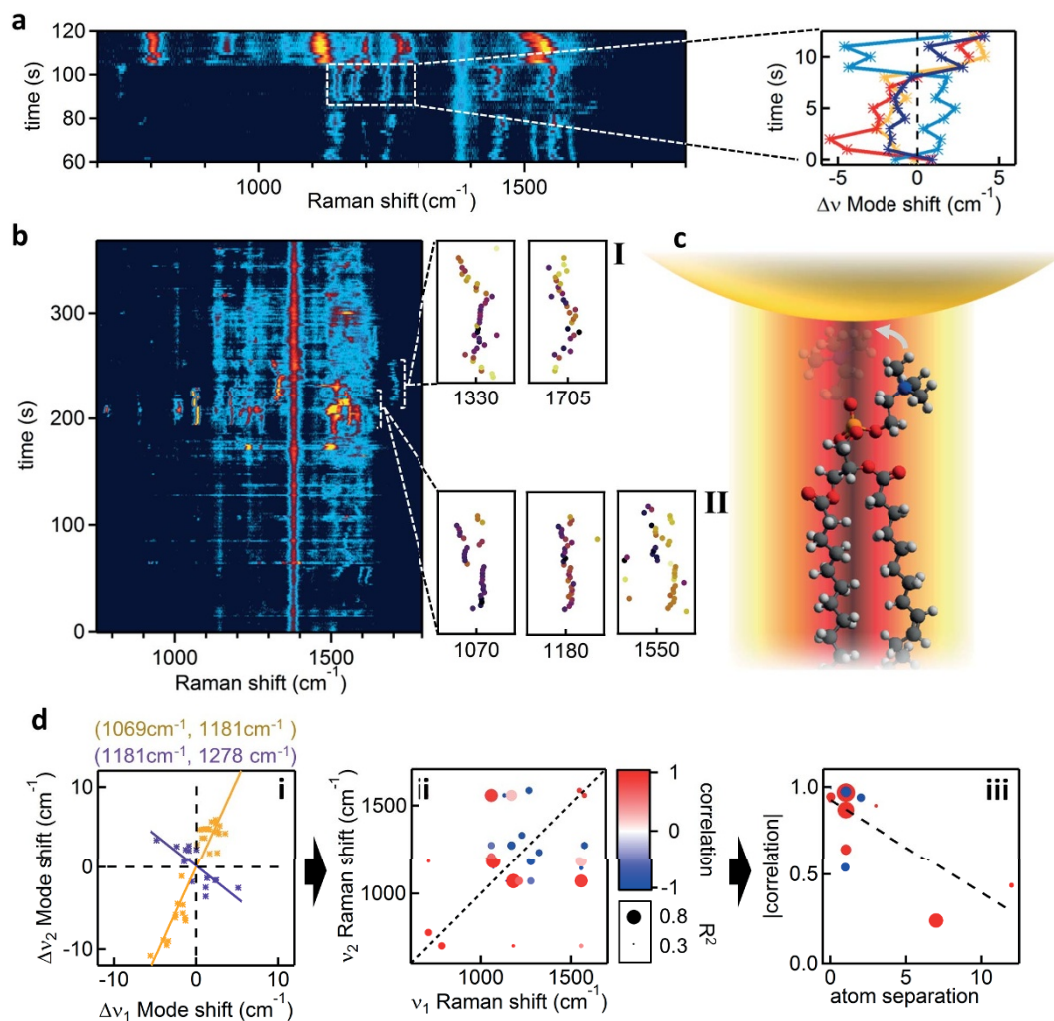 a
120
100
80
60
time (s)
1000
1500
Raman shift (cm-1)
10
5
0
time (s)
-5
0
5
Δν Mode shift (cm-1)
b
300
200
100
0
time (s)
1000
1500
Raman shift (cm-1)
I
1330
1705
II
1070
1180
1550
c
d
(1069cm-1, 1181cm-1)
(1181cm-1, 1278 cm-1)
i
10
0
-10
Δν2 Mode shift (cm-1)
-10
0
10
Δν1 Mode shift (cm-1)
ii
1500
1000
ν2 Raman shift (cm-1)
1000
1500
ν1 Raman shift (cm-1)
1
0
-1
correlation
0.8
0.3
R2
iii
1.0
0.5
0.0
|correlation|
0
5
10
atom separation